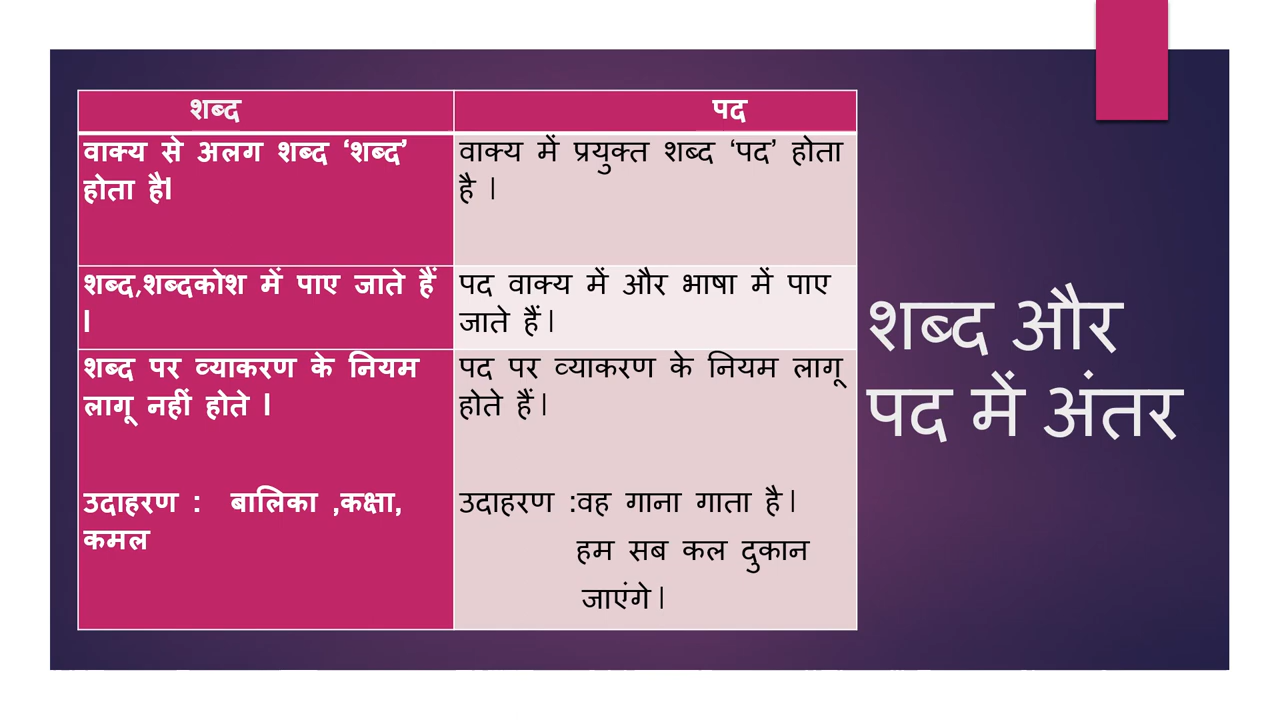 शब्द
पद
वाक्य से अलग शब्द ‘शब्द’
होता है।
वाक्य में प्रयुक्त शब्द ‘पद’ होता
है ।
शब्द,शब्दकोश में पाए जाते हैं
।
पद वाक्य में और भाषा में पाए
जाते हैं।
शब्द पर व्याकरण के नियम
लागू नहीं होते ।
उदाहरण : बालिका ,कक्षा,
कमल
पद पर व्याकरण के नियम लागू
होते हैं।
उदाहरण :वह गाना गाता है।
हम सब कल दुकान
जाएंगे।
शब्द और
पद में अंतर